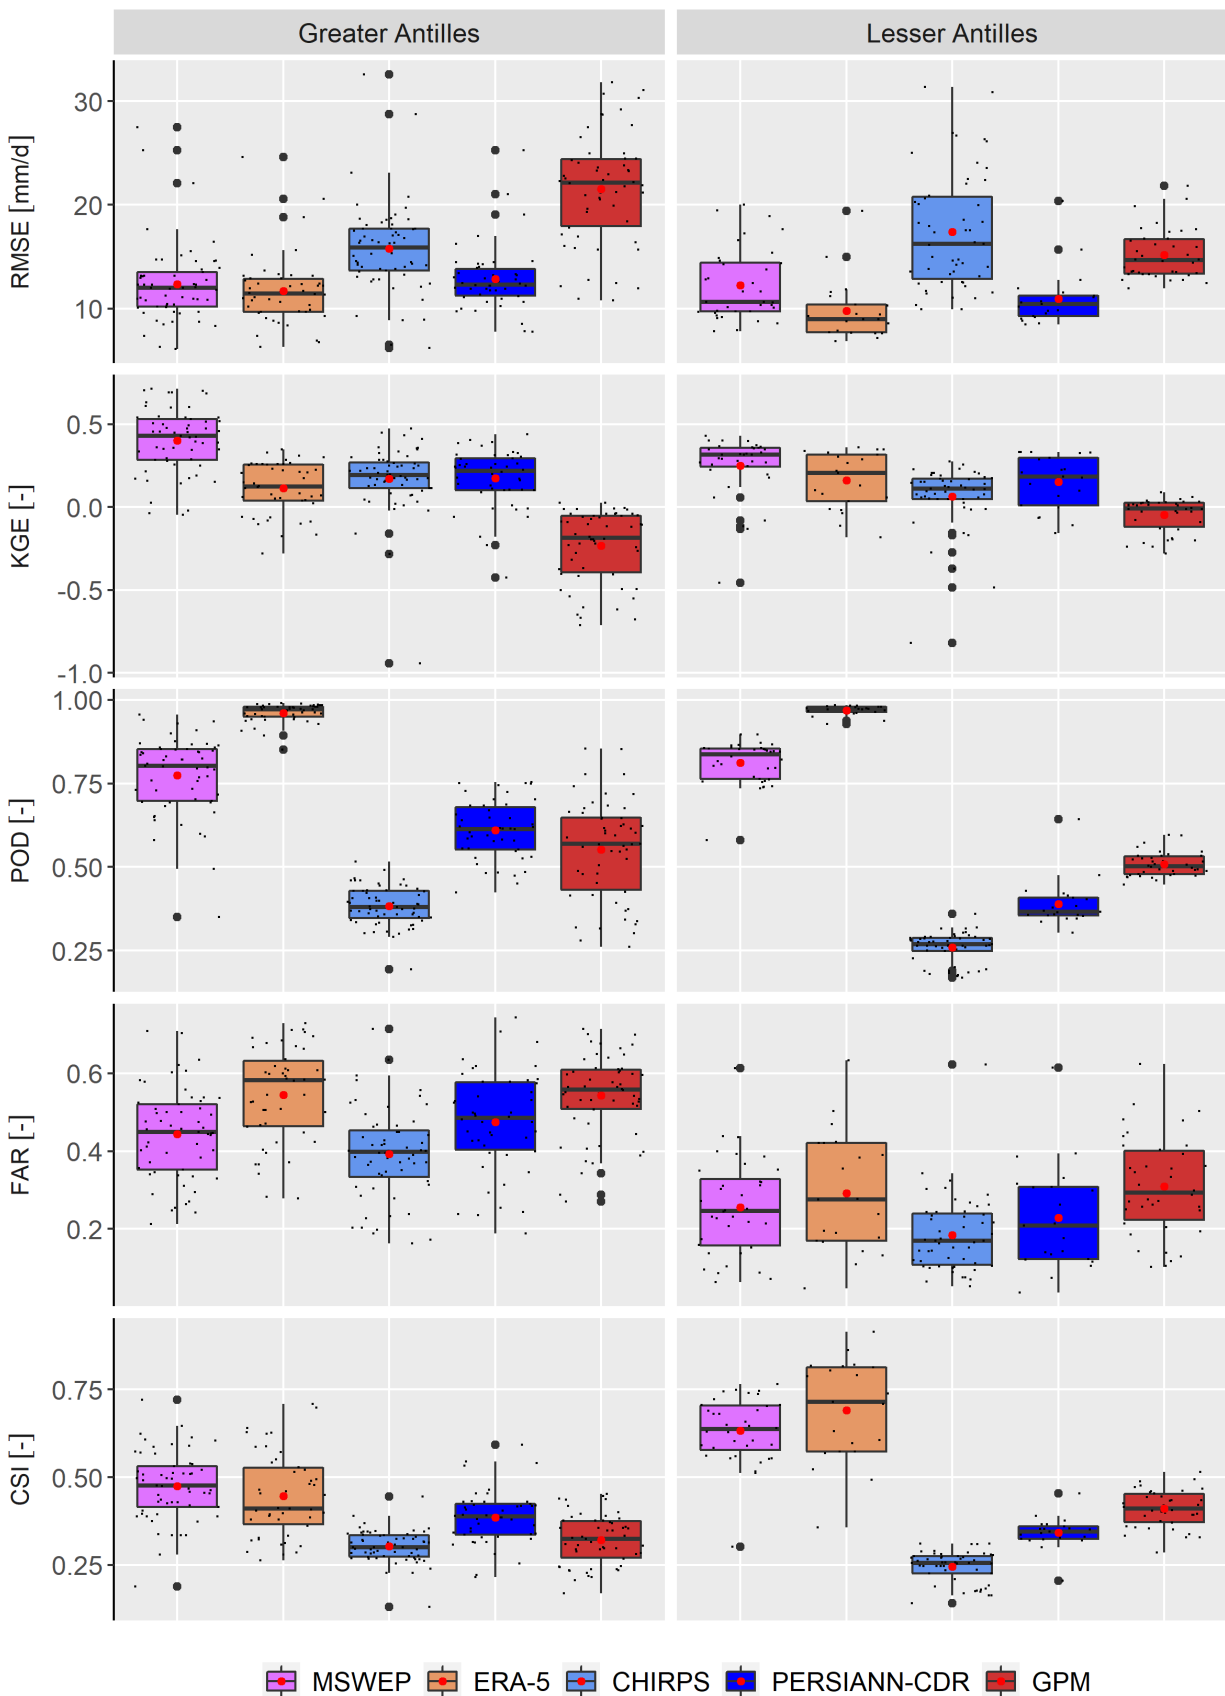 Greater Antilles
Lesser Antilles
RMSE [mm/d]
30
20
10
KGE [-]
0.5
0.0
-0.5
-1.0
POD [-]
1.00
0.75
0.50
0.25
FAR [-]
0.6
0.4
0.2
CSI [-]
0.75
0.50
0.25
MSWEP
ERA-5
CHIRPS
PERSIANN-CDR
GPM